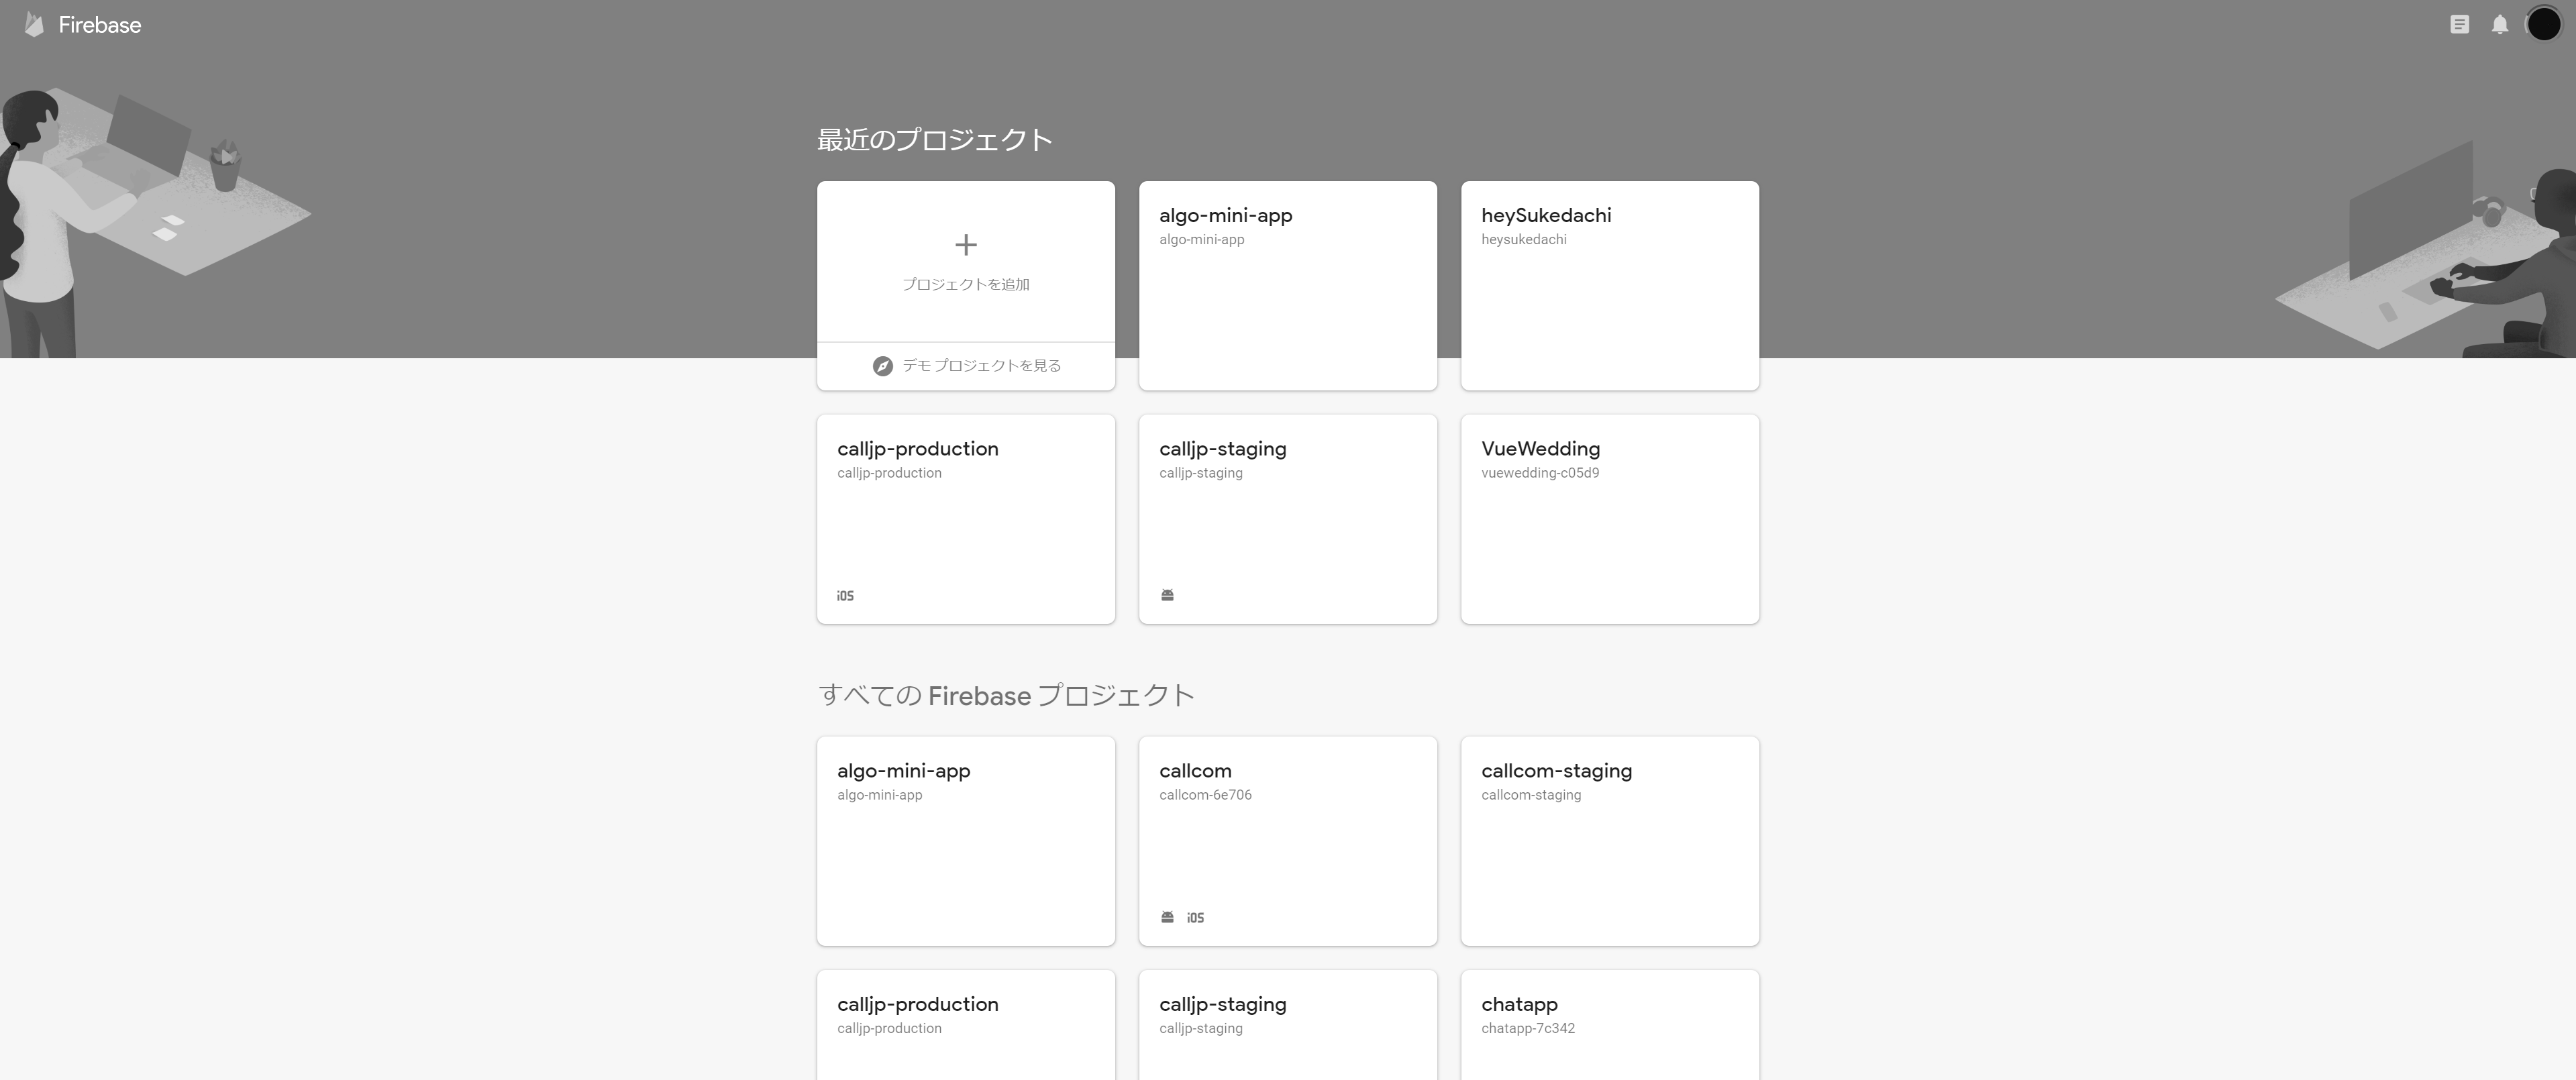 Firebase
最近のプロジェクト
プロジェクトを追加
デモ プロジェクトを見る
algo-mini-app
algo-mini-app
heySukedachi
heysukedachi
calljp-production
calljp-production
iOS
calljp-staging
calljp-staging
VueWedding
vuewedding-c05d9
すべての Firebase プロジェクト
algo-mini-app
algo-mini-app
callcom
callcom-6e706
iOS
callcom-staging
callcom-staging
calljp-production
calljp-production
calljp-staging
calljp-staging
chatapp
chatapp-7c342